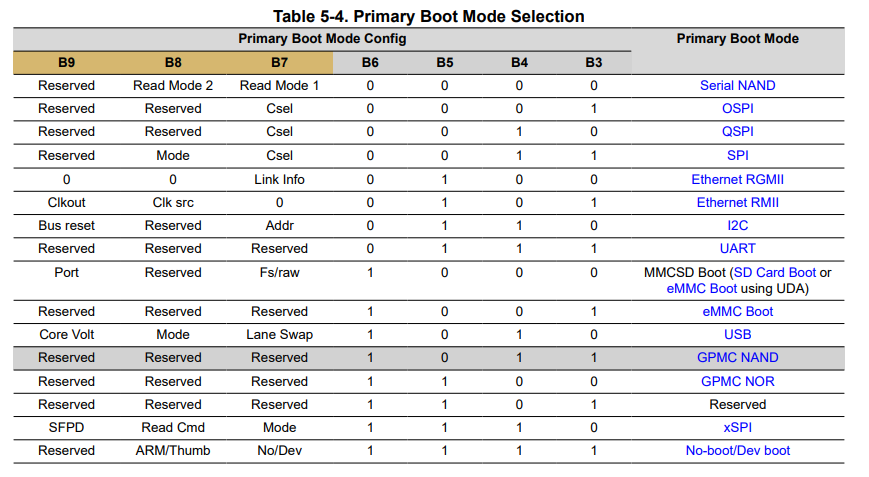 Table 5-4. Primary Boot Mode Selection
Primary Boot Mode Config Primary Boot Mode
B9 B8 B7 B6 B5 B4 B3
Reserved Read Mode 2 Read Mode 1 0 0 0 0 Serial NAND
Reserved Reserved Csel 0 0 0 1 OSPI
Reserved Reserved Csel 0 0 1 0 QSPI
Reserved Mode Csel 0 0 1 1 SPI
0 0 Link Info 0 1 0 0 Ethernet RGMII
Clkout Clk src 0 0 1 0 1 Ethernet RMII
Bus reset Reserved Addr 0 1 1 0 I2C
Reserved Reserved Reserved 0 1 1 1 UART
Port Reserved Fs/raw 1 0 0 0 MMCSD Boot (SD Card Boot or
eMMC Boot using UDA)
Reserved Reserved Reserved 1 0 0 1 eMMC Boot
Core Volt Mode Lane Swap 1 0 1 0 USB
Reserved Reserved Reserved 1 0 1 1 GPMC NAND
Reserved Reserved Reserved 1 1 0 0 GPMC NOR
Reserved Reserved Reserved 1 1 0 1 Reserved
SFPD Read Cmd Mode 1 1 1 0 xSPI
Reserved ARM/Thumb No/Dev 1 1 1 1 No-boot/Dev boot